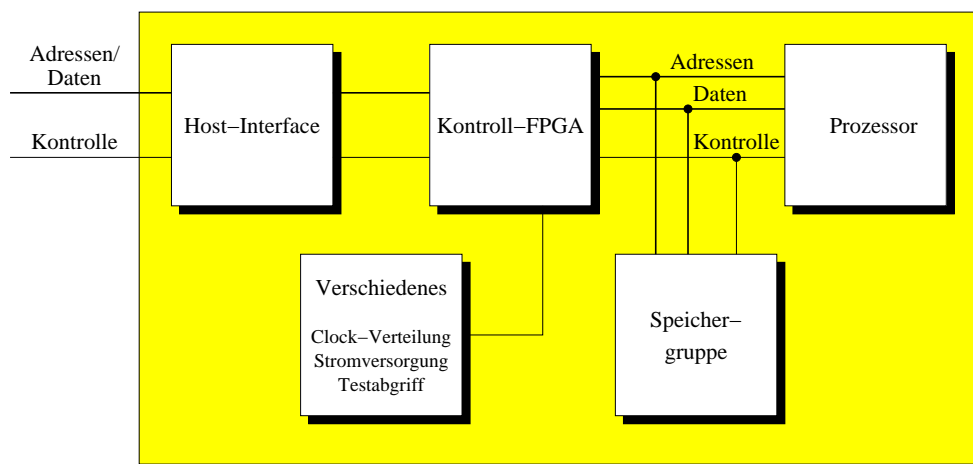 Adressen/
Daten
Kontrolle
Host−Interface
Kontroll−FPGA
Adressen
Daten
Kontrolle
Prozessor
Verschiedenes
Clock−Verteilung
Stromversorgung
Testabgriff
Speicher−
gruppe